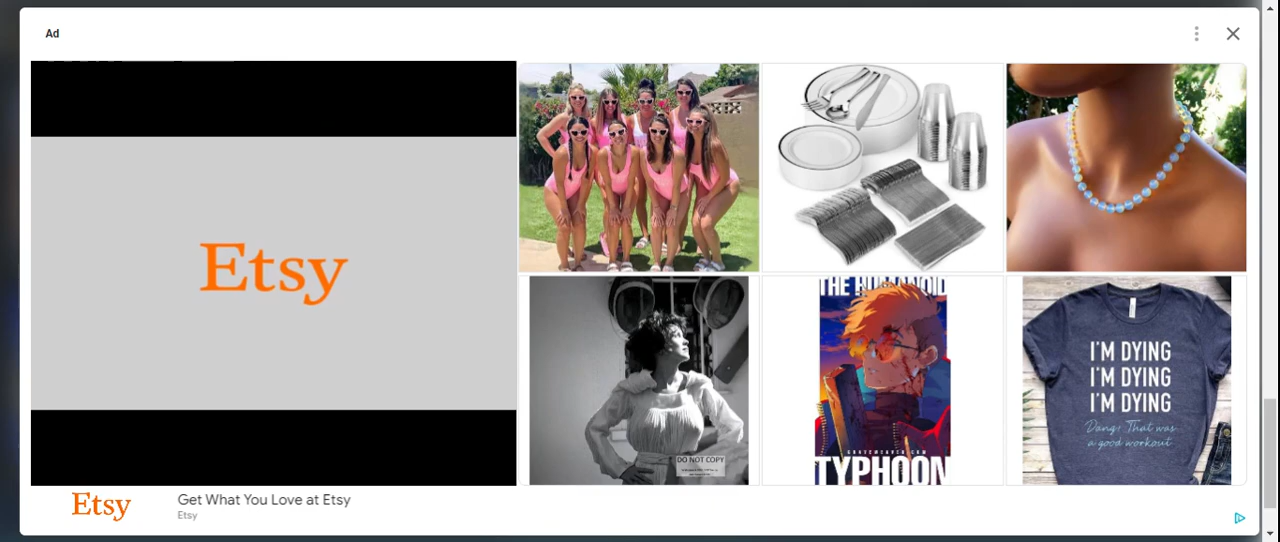 Ad
Etsy
DO NOT COPY
THE HUMANOID
TYPHOON
I'M DYING
I'M DYING
I'M DYING
Dang! That was
a good workout
Etsy
Get What You Love at Etsy
Etsy